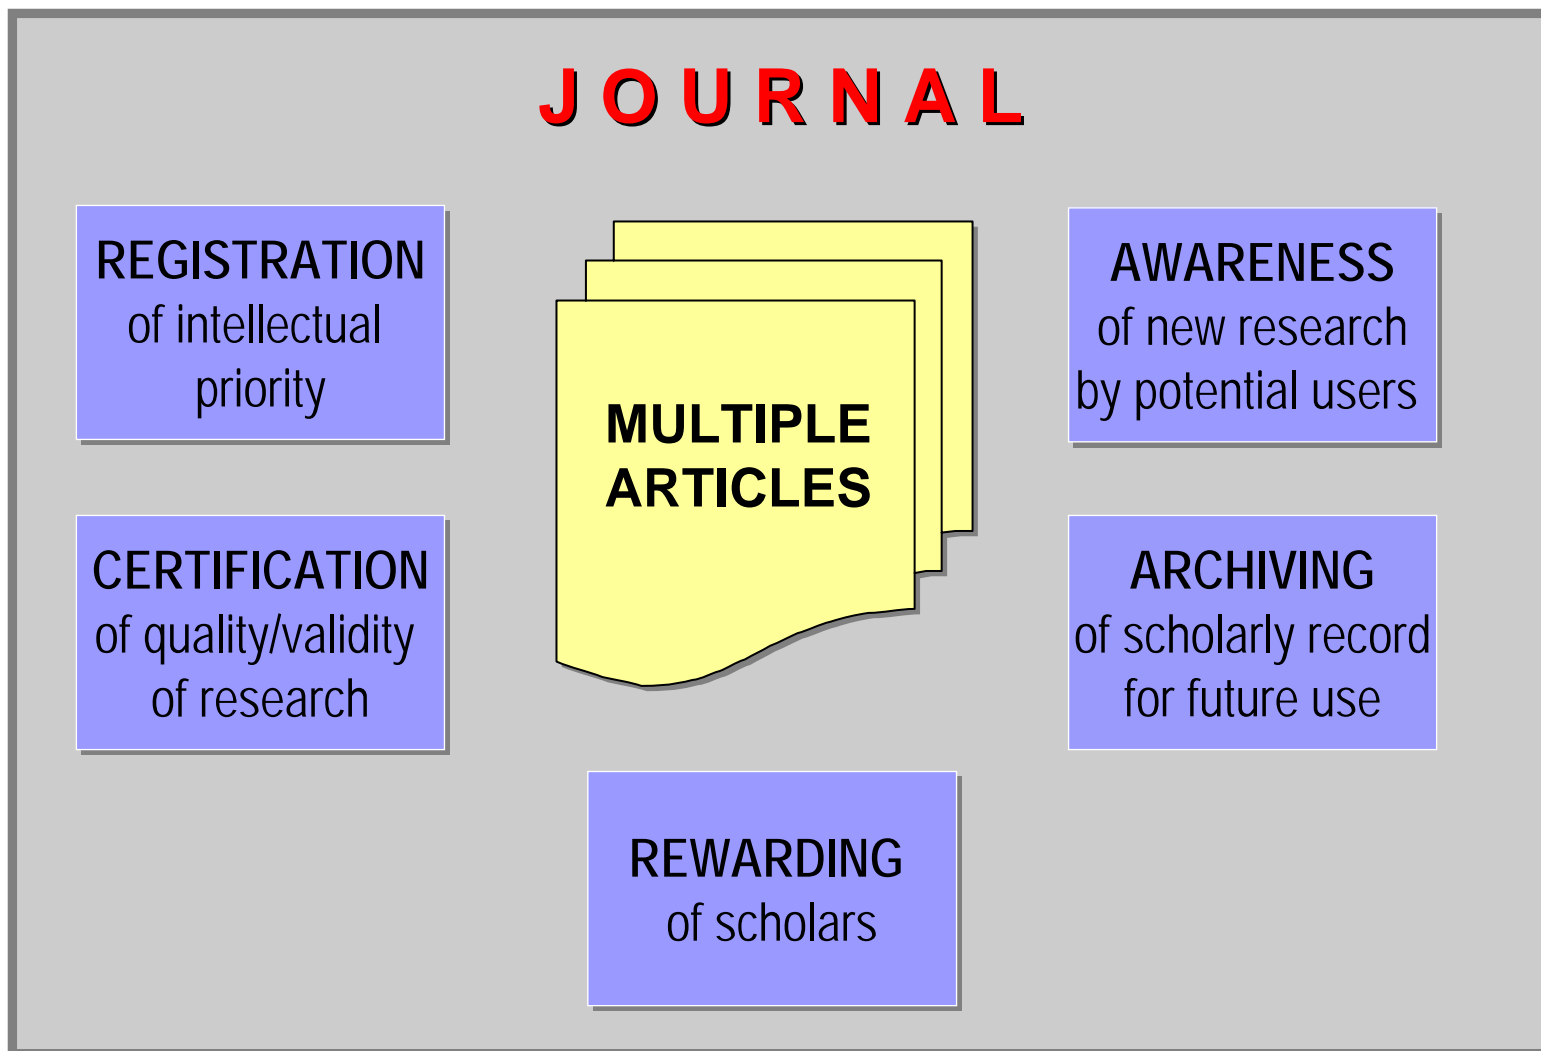 JOURNAL
REGISTRATION
of intellectual
priority
CERTIFICATION
of quality/validity
of research
MULTIPLE
ARTICLES
AWARENESS
of new research
by potential users
ARCHIVING
of scholarly record
for future use
REWARDING
of scholars